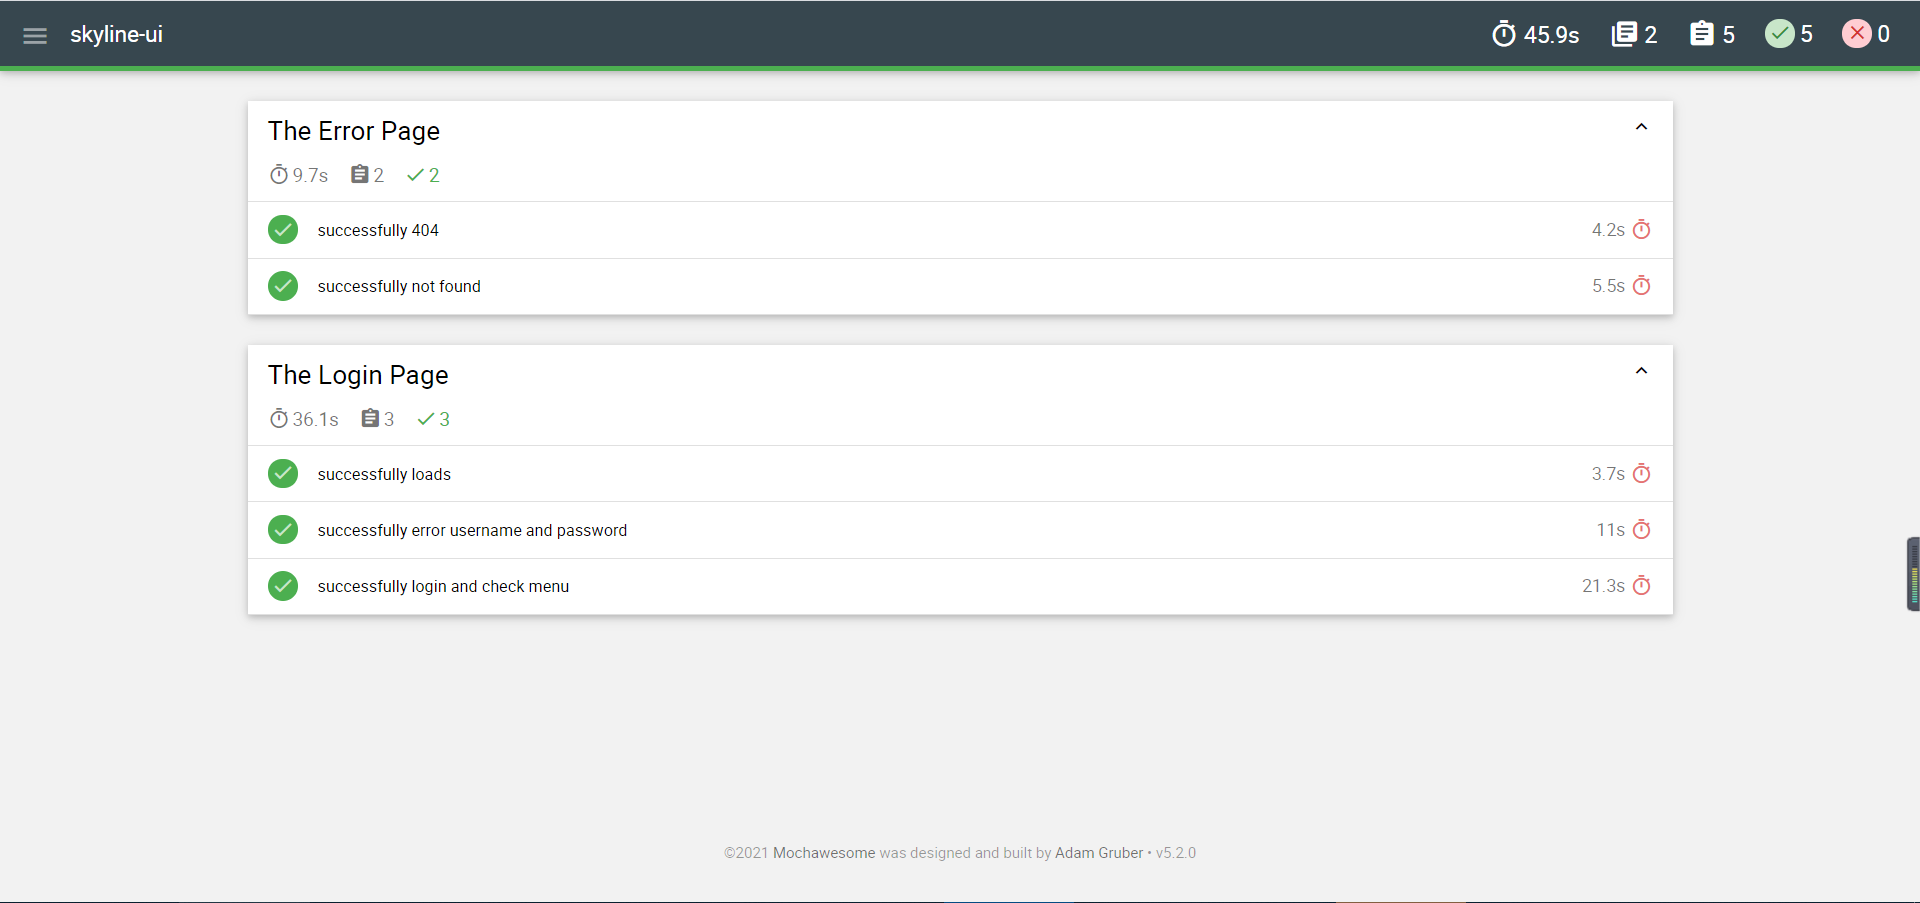 skyline-ui 45.9s 2 5 5 0
The Error Page
9.7s 2 2
successfully 404 4.2s
successfully not found 5.5s
The Login Page
36.1s 3 3
successfully loads 3.7s
successfully error username and password 11s
successfully login and check menu 21.3s
©2021 Mochawesome was designed and built by Adam Gruber • v5.2.0